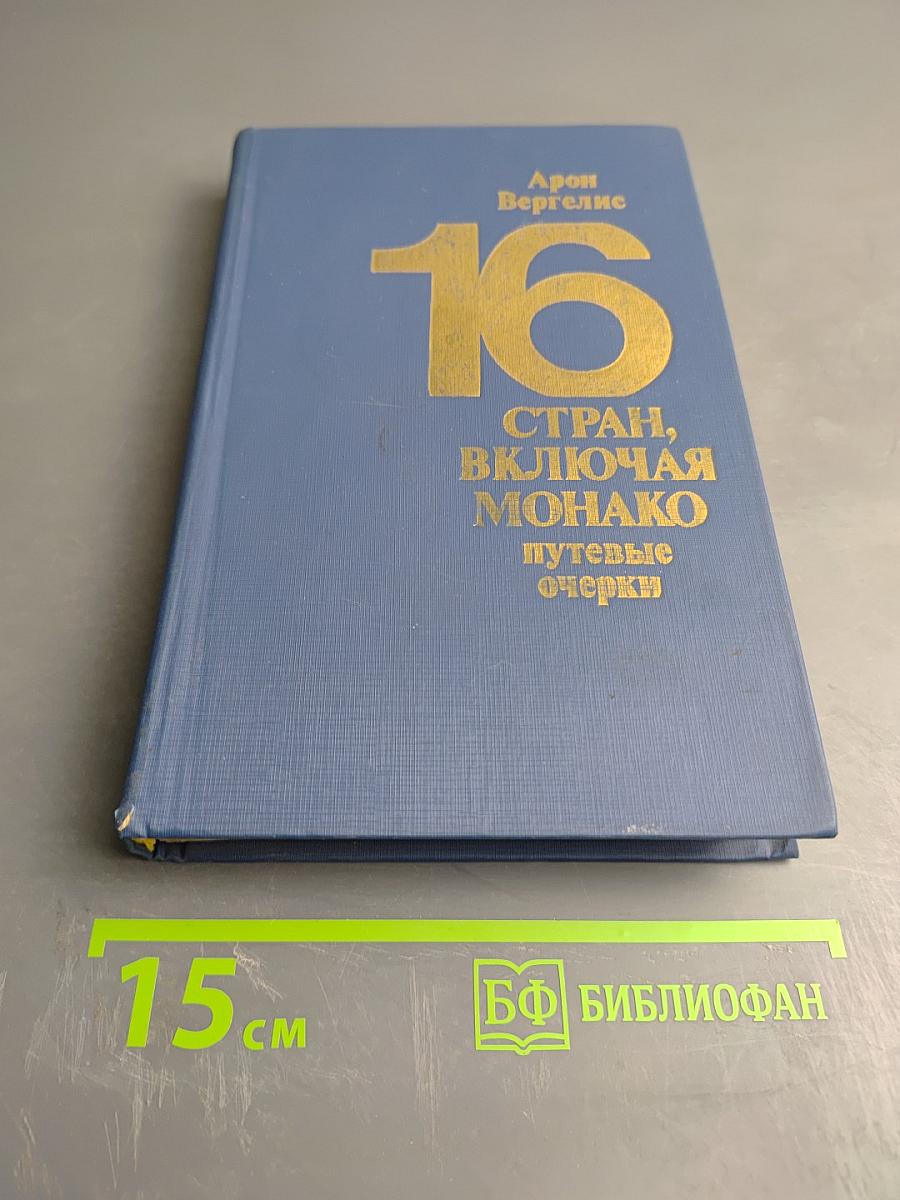 Арон
Вергелис
16
СТРАН,
ВКЛЮЧАЯ
МОНАКО
путевые
очерки
15 см
БФ БИБЛИОФАН